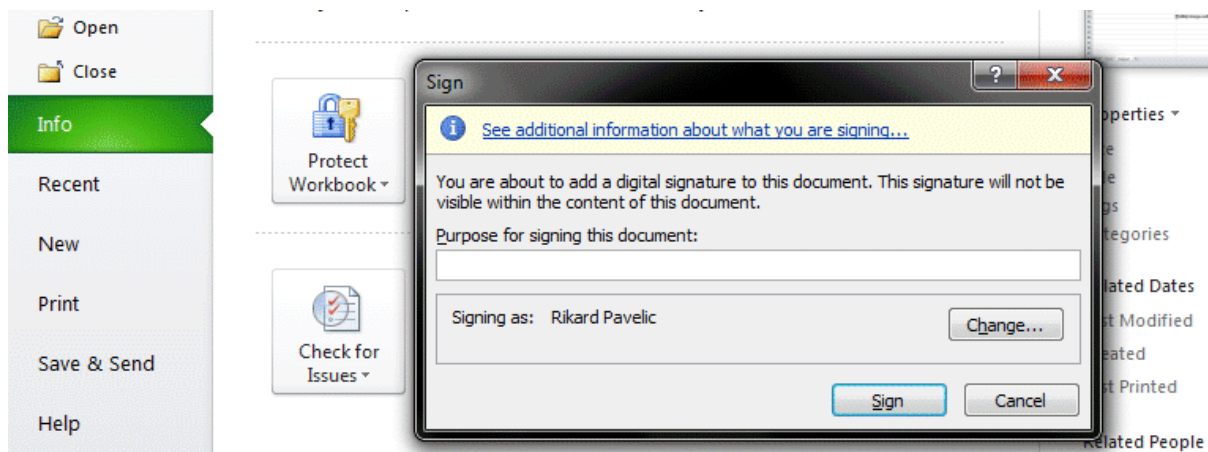 Open
Close
Info
Recent
New
Print
Save & Send
Help
Protect
Workbook
Check for
Issues
Sign
?
X
See additional information about what you are signing...
You are about to add a digital signature to this document. This signature will not be
visible within the content of this document.
Purpose for signing this document:
Signing as: Rikard Pavelic
Change...
Sign
Cancel
operties
tegories
lated Dates
st Modified
eated
st Printed
Related People